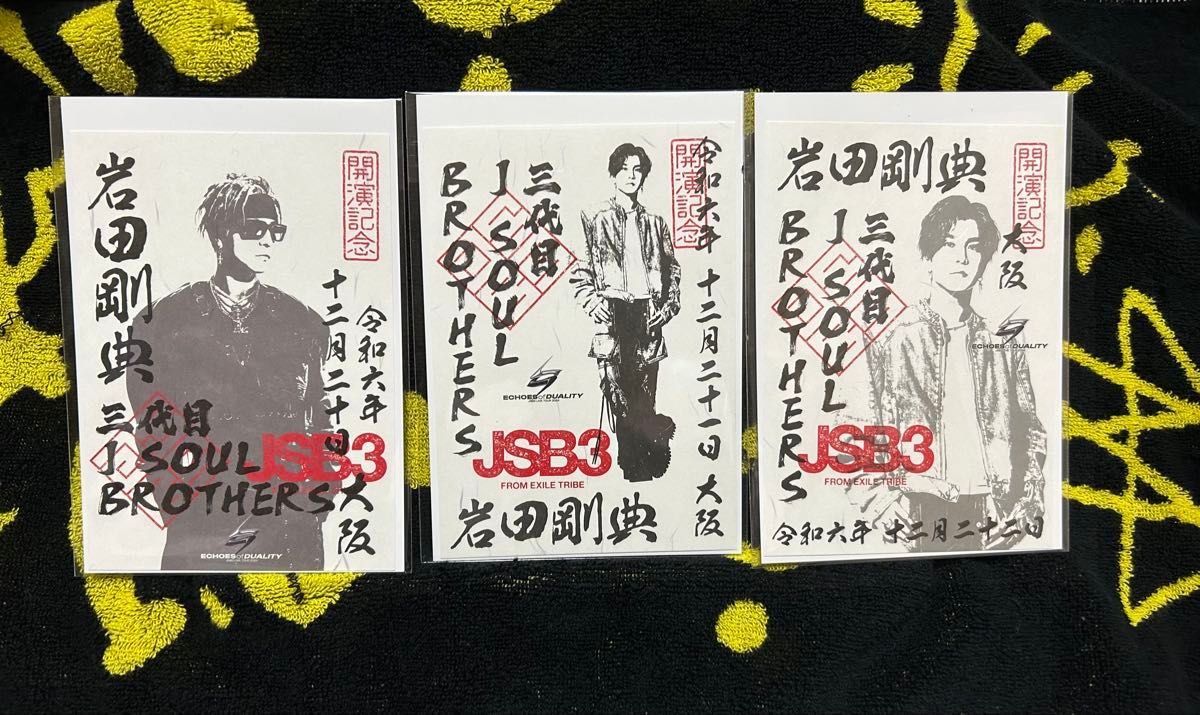 開演記念
岩田剛典
令和六年
十二月二十日
大阪
三代目
J SOUL
BROTHERS
JSB3
ECHOES of DUALITY
開演記念
令和六年
十二月二十一日
大阪
三代目
J SOUL
BROTHERS
ECHOES of DUALITY
JSB3
FROM EXILE TRIBE
岩田剛典
岩田剛典
開演記念
大阪
三代目
J SOUL
BROTHERS
ECHOES of DUALITY
JSB3
FROM EXILE TRIBE
令和六年 十二月二十二日